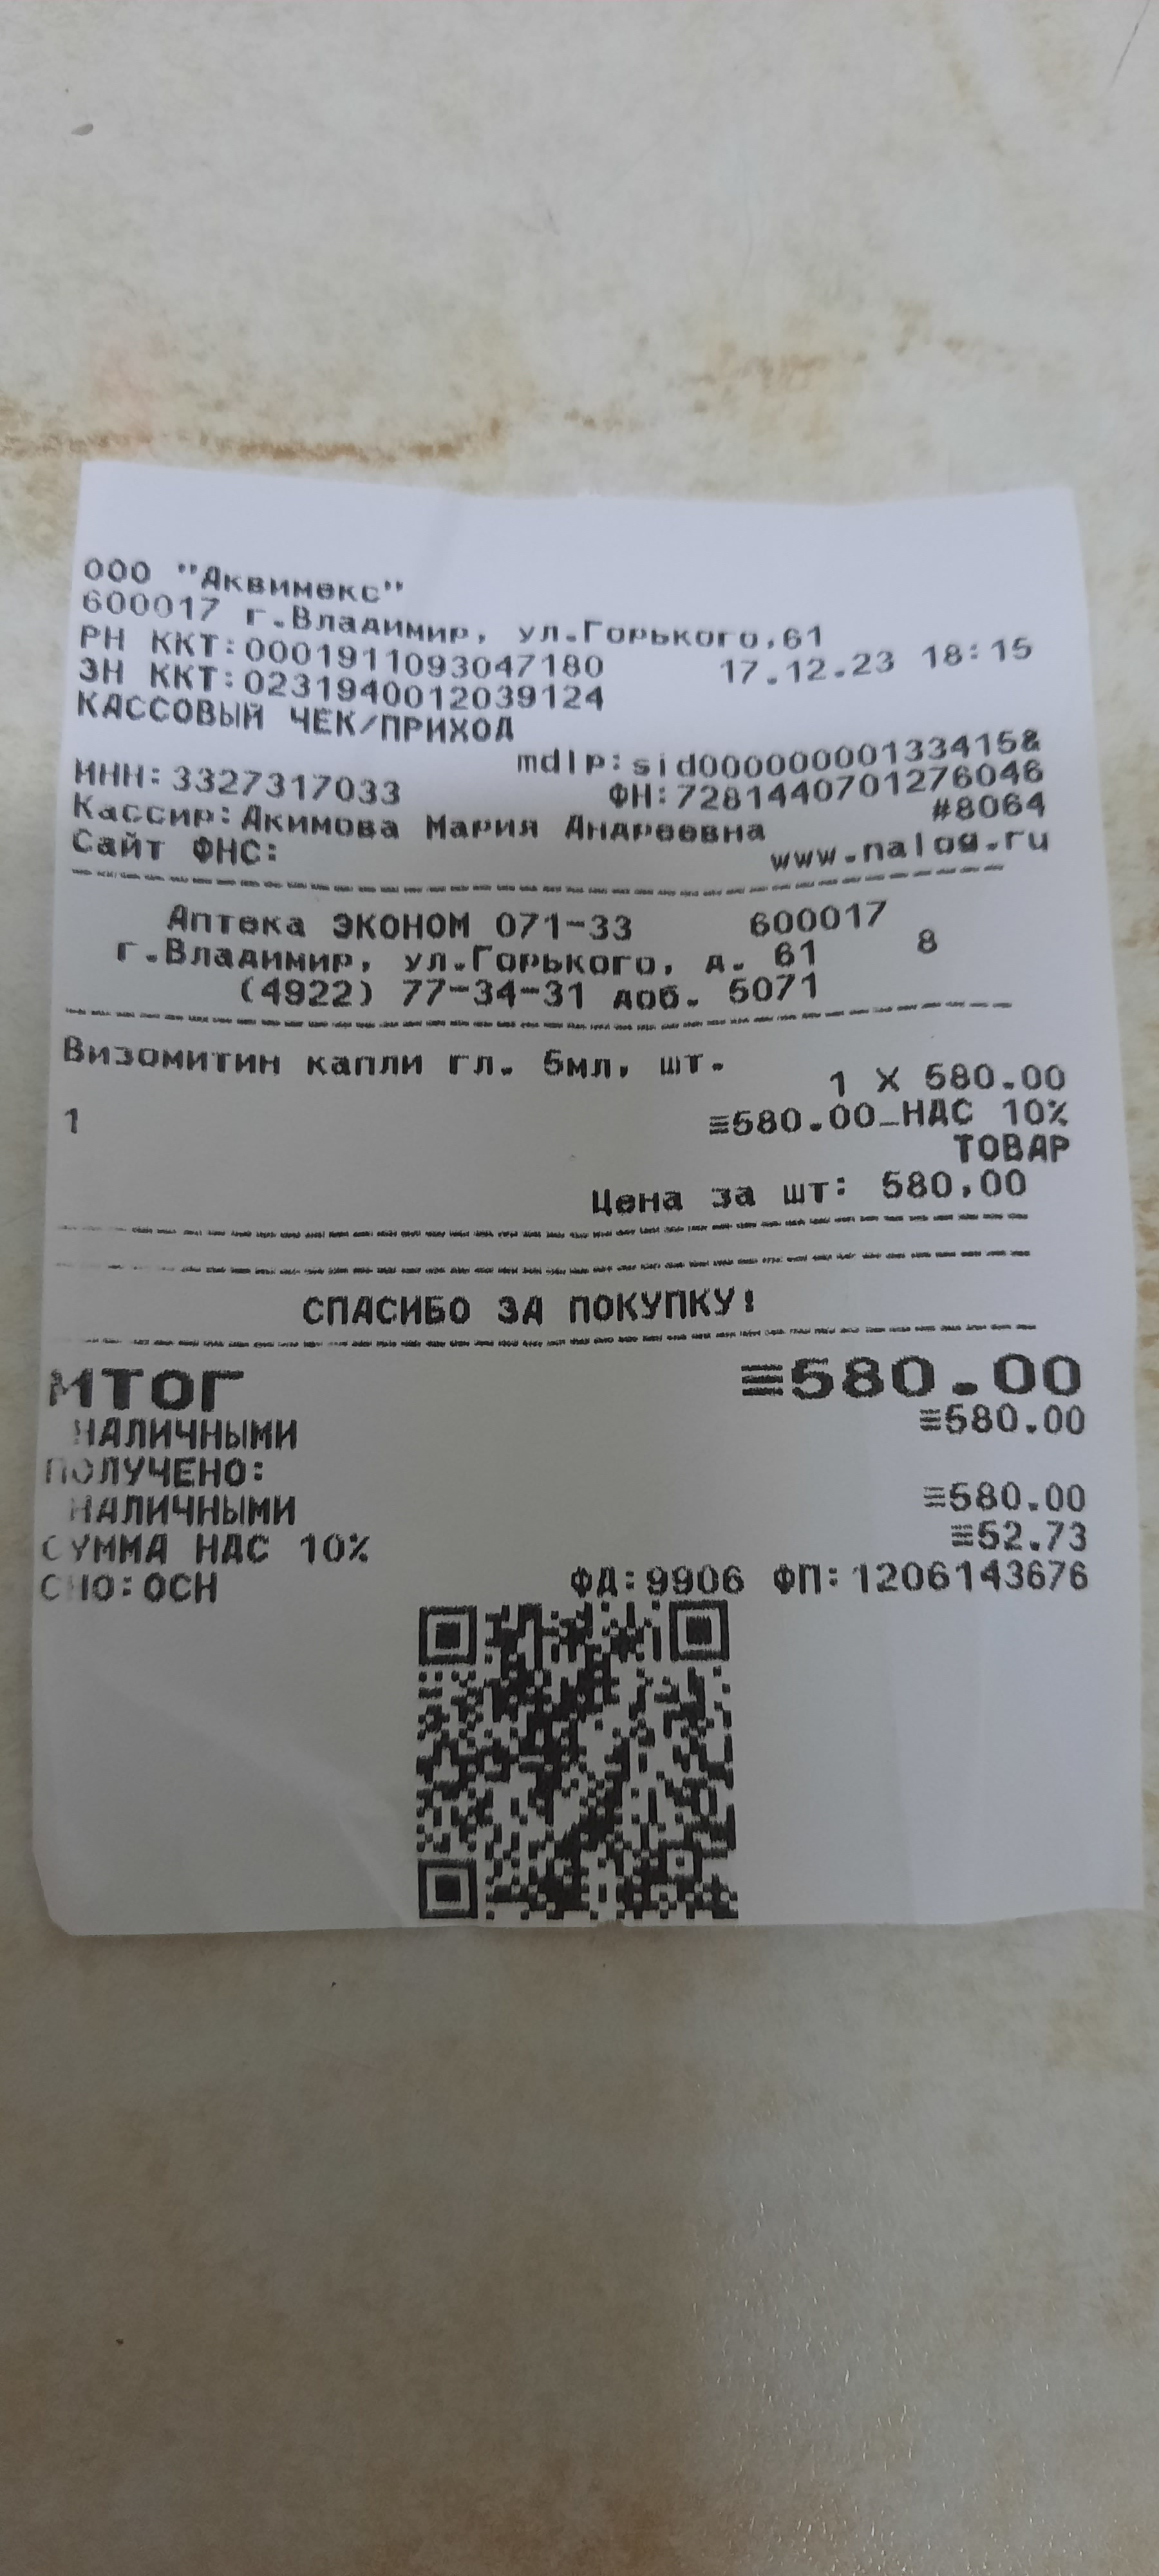 ООО "Аквимекс"
600017 г.Владимир, ул.Горького,61
РН ККТ:0001911093047180 17.12.23 18:15
ЗН ККТ:0231940012039124
КАССОВЫЙ ЧЕК/ПРИХОД
mdlp:sid0000000001334158&
ИНН:3327317033 ФН:7281440701276046
Кассир:Акимова Мария Андреевна #8064
Сайт ФНС: www.nalog.ru
Аптека ЭКОНОМ 071-33 600017
г.Владимир, ул.Горького, д. 61 8
(4922) 77-34-31 доб. 5071
Визомитин капли гл. 5мл, шт.
1 X 580.00
1 ≡580.00_НДС 10%
ТОВАР
Цена за шт: 580,00
СПАСИБО ЗА ПОКУПКУ!
ИТОГ ≡580.00
НАЛИЧНЫМИ ≡580.00
ПОЛУЧЕНО:
НАЛИЧНЫМИ ≡580.00
СУММА НДС 10% ≡52.73
СНО:ОСН ФД:9906 ФП:1206143676